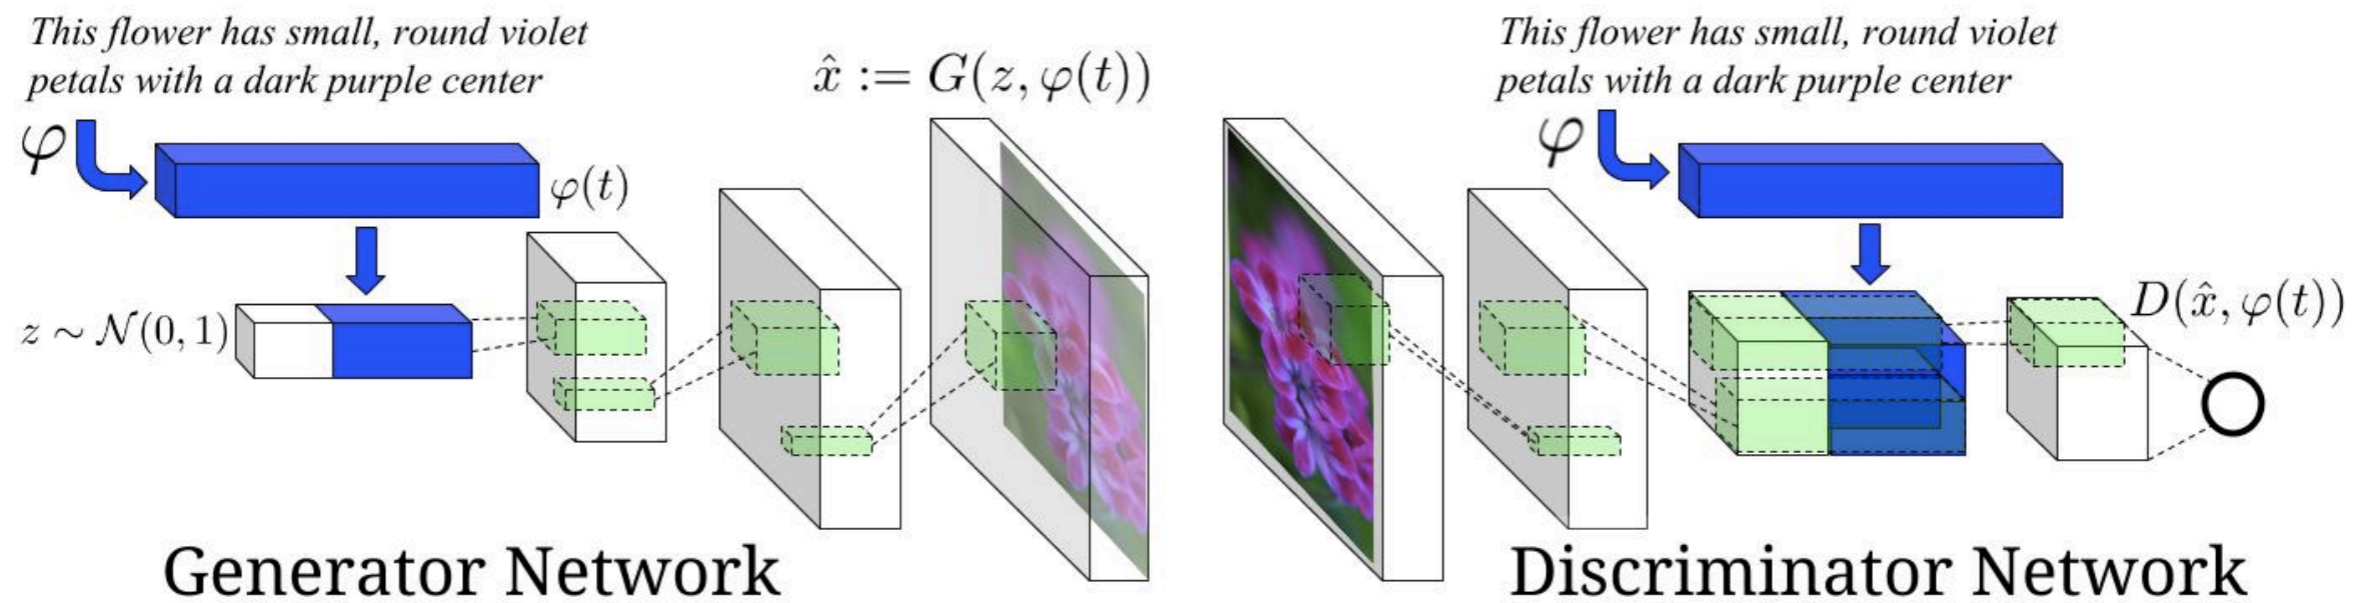 This flower has small, round violet
petals with a dark purple center
φ
φ(t)
z ∼ 𝒩(0, 1)
x̂ := G(z, φ(t))
Generator Network
This flower has small, round violet
petals with a dark purple center
φ
D(x̂, φ(t))
Discriminator Network